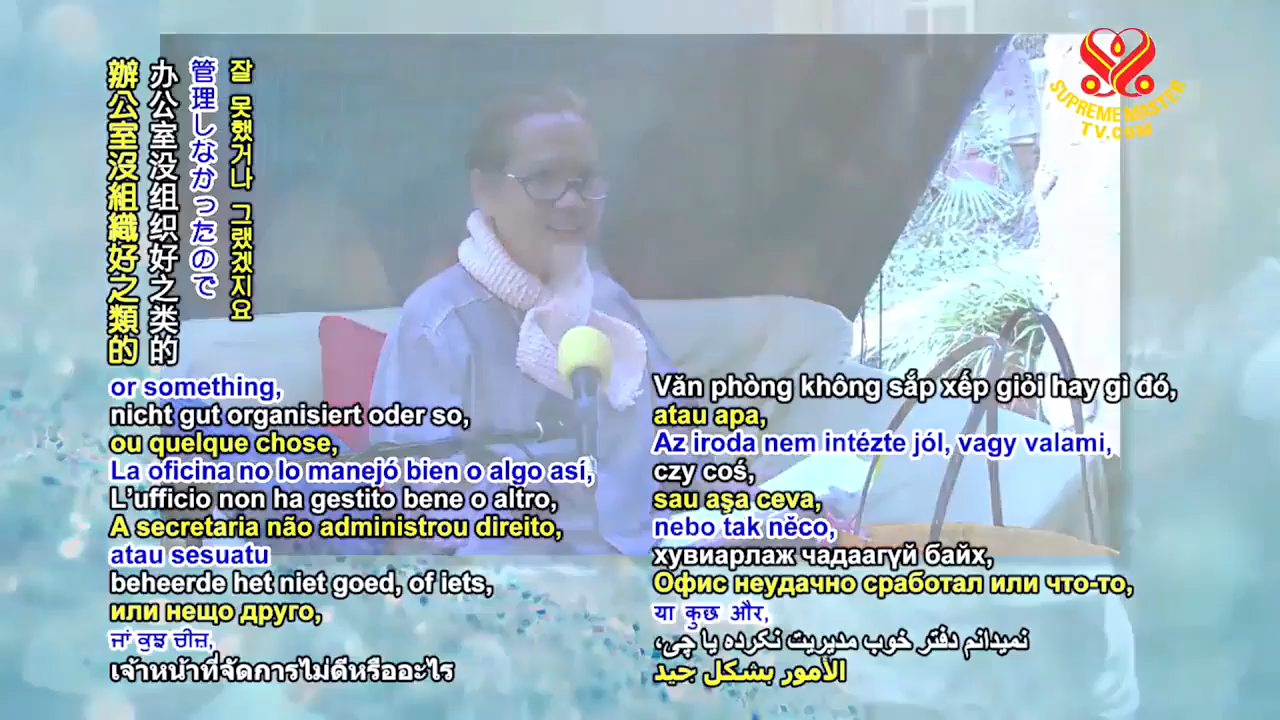 辦公室沒組織好之類的
办公室没组织好之类的
管理しなかったので
잘 못했거나 그랬겠지요
SUPREME MASTER
TV.COM
or something,
nicht gut organisiert oder so,
ou quelque chose,
La oficina no lo manejó bien o algo así,
L'ufficio non ha gestito bene o altro,
A secretaria não administrou direito,
atau sesuatu
beheerde het niet goed, of iets,
или нещо друго,
ਜਾਂ ਕੁਝ ਚੀਜ਼,
เจ้าหน้าที่จัดการไม่ดีหรืออะไร
Văn phòng không sắp xếp giỏi hay gì đó,
atau apa,
Az iroda nem intézte jól, vagy valami,
czy coś,
sau aşa ceva,
nebo tak něco,
хувиарлаж чадаагүй байх,
Офис неудачно сработал или что-то,
या कुछ और,
نمیدانم دفتر خوب مدیریت نکرده یا چی،
الأمور بشكل جيد